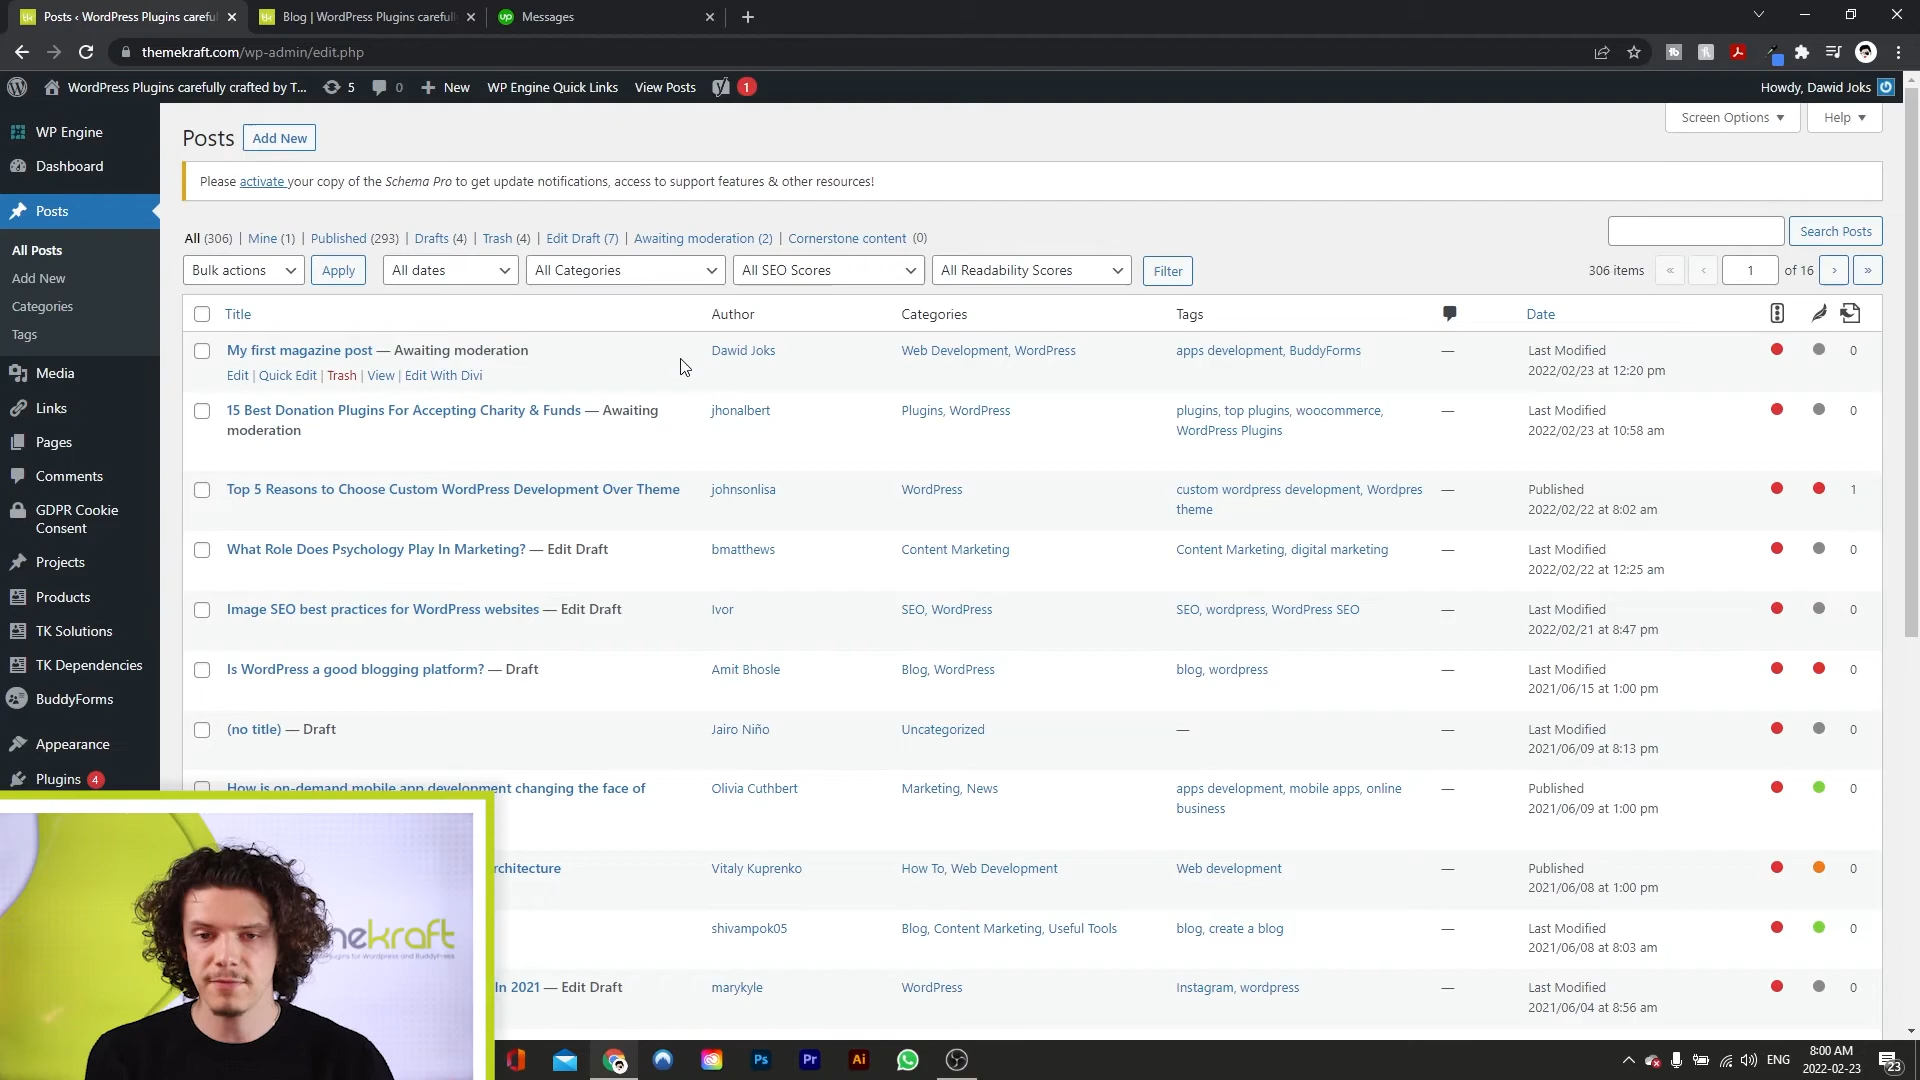 Posts ‹ WordPress Plugins careful
Blog | WordPress Plugins carefull
up
Messages
themekraft.com/wp-admin/edit.php
WordPress Plugins carefully crafted by T...
5
0
New
WP Engine Quick Links
View Posts
1
Howdy, Dawid Joks
WP Engine
Dashboard
Posts
All Posts
Add New
Categories
Tags
Media
Links
Pages
Comments
GDPR Cookie
Consent
Projects
Products
TK Solutions
TK Dependencies
BuddyForms
Appearance
Plugins 4
Posts
Add New
Screen Options
Help
Please activate your copy of the Schema Pro to get update notifications, access to support features & other resources!
All (306) | Mine (1) | Published (293) | Drafts (4) | Trash (4) | Edit Draft (7) | Awaiting moderation (2) | Cornerstone content (0)
Search Posts
Bulk actions
Apply
All dates
All Categories
All SEO Scores
All Readability Scores
Filter
306 items « ‹ 1 of 16 › »
Title Author Categories Tags Date
My first magazine post — Awaiting moderation
Edit | Quick Edit | Trash | View | Edit With Divi
Dawid Joks
Web Development, WordPress
apps development, BuddyForms
—
Last Modified
2022/02/23 at 12:20 pm
0
15 Best Donation Plugins For Accepting Charity & Funds — Awaiting
moderation
jhonalbert
Plugins, WordPress
plugins, top plugins, woocommerce,
WordPress Plugins
—
Last Modified
2022/02/23 at 10:58 am
0
Top 5 Reasons to Choose Custom WordPress Development Over Theme
johnsonlisa
WordPress
custom wordpress development, Wordpres
theme
—
Published
2022/02/22 at 8:02 am
1
What Role Does Psychology Play In Marketing? — Edit Draft
bmatthews
Content Marketing
Content Marketing, digital marketing
—
Last Modified
2022/02/22 at 12:25 am
0
Image SEO best practices for WordPress websites — Edit Draft
Ivor
SEO, WordPress
SEO, wordpress, WordPress SEO
—
Last Modified
2022/02/21 at 8:47 pm
0
Is WordPress a good blogging platform? — Draft
Amit Bhosle
Blog, WordPress
blog, wordpress
—
Last Modified
2021/06/15 at 1:00 pm
0
(no title) — Draft
Jairo Niño
Uncategorized
—
—
Last Modified
2021/06/09 at 8:13 pm
0
How is on-demand mobile app development changing the face of
Olivia Cuthbert
Marketing, News
apps development, mobile apps, online
business
—
Published
2021/06/09 at 1:00 pm
0
rchitecture
Vitaly Kuprenko
How To, Web Development
Web development
—
Published
2021/06/08 at 1:00 pm
0
shivampok05
Blog, Content Marketing, Useful Tools
blog, create a blog
—
Last Modified
2021/06/08 at 8:03 am
0
In 2021 — Edit Draft
marykyle
WordPress
Instagram, wordpress
—
Last Modified
2021/06/04 at 8:56 am
0
nekraft
Ps
Pr
Ai
ENG
8:00 AM
2022-02-23
23